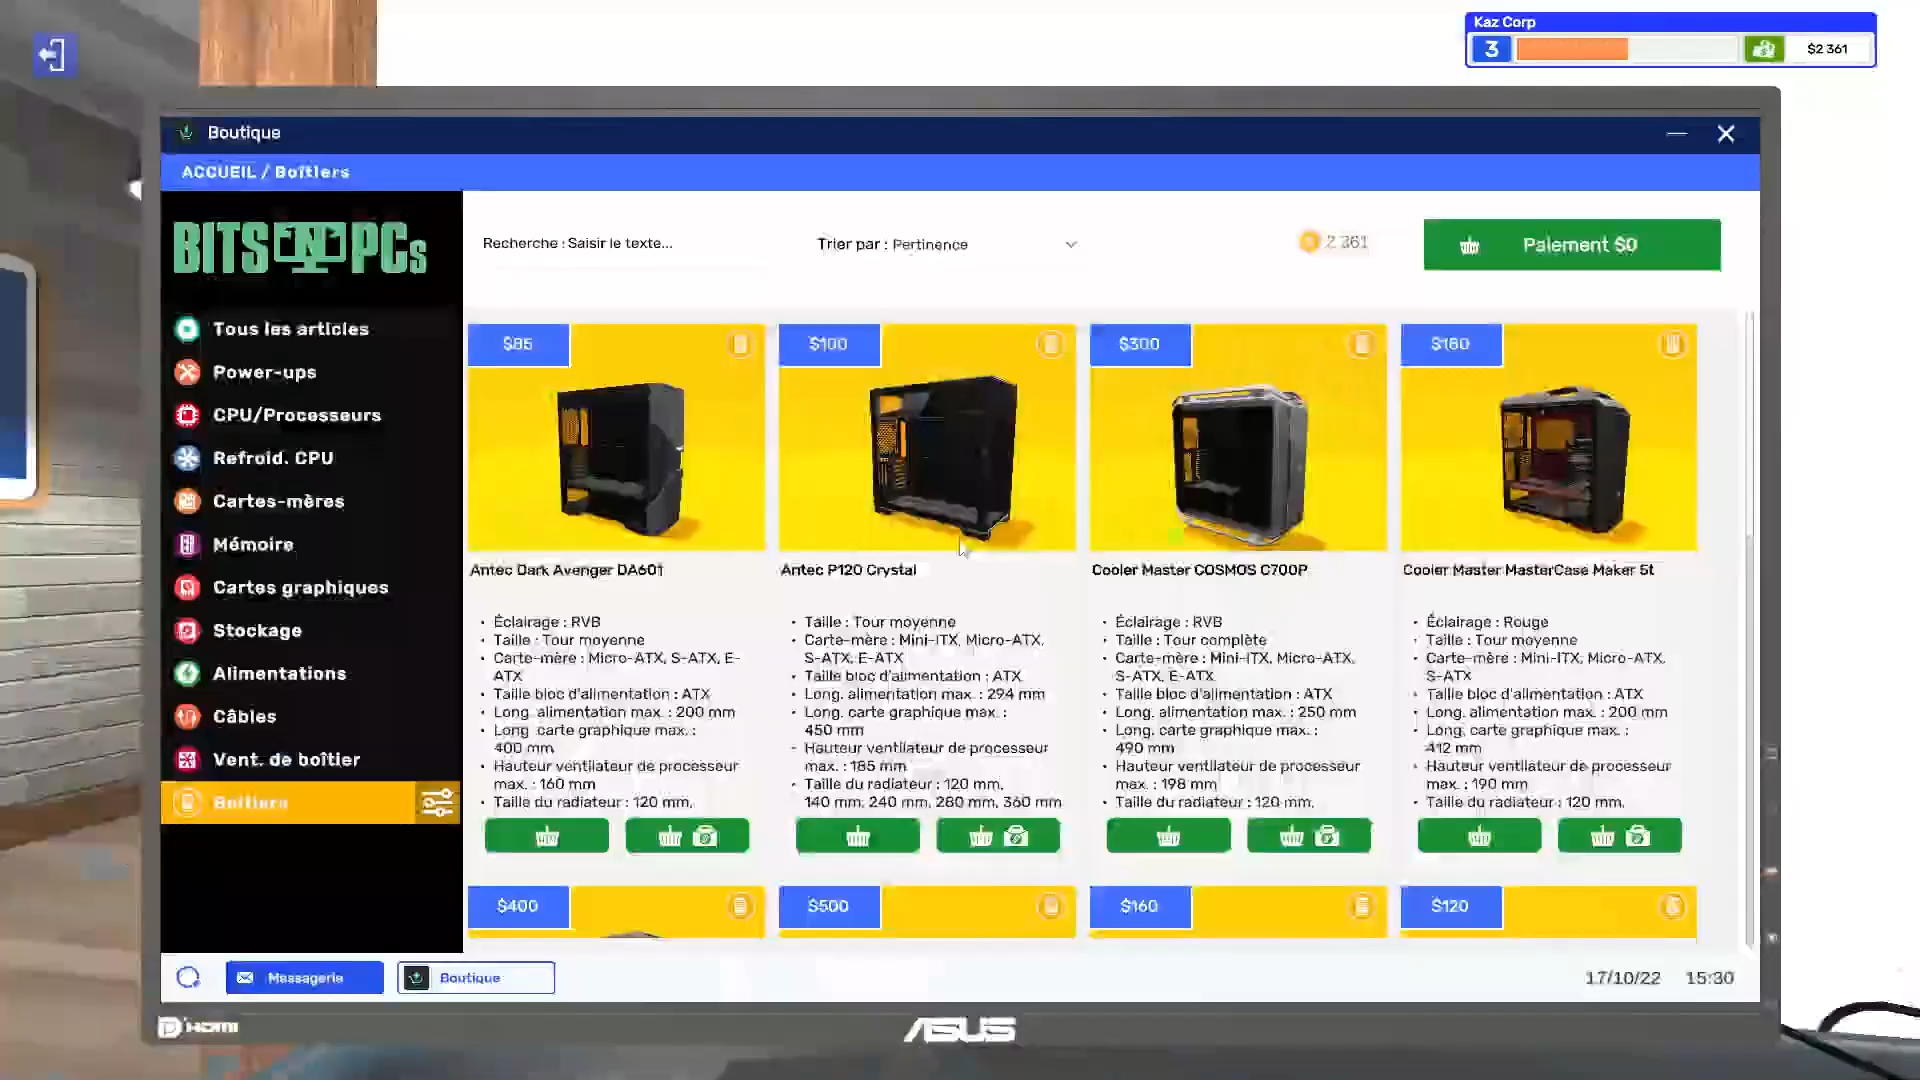 Kaz Corp
3
$2 361
Boutique
ACCUEIL / Boîtiers
BITS N PCs
Recherche : Saisir le texte...
Trier par : Pertinence
2 361
Paiement $0
Tous les articles
Power-ups
CPU/Processeurs
Refroid. CPU
Cartes-mères
Mémoire
Cartes graphiques
Stockage
Alimentations
Câbles
Vent. de boîtier
Boîtiers
$85
Antec Dark Avenger DA601
• Éclairage : RVB
• Taille : Tour moyenne
• Carte-mère : Micro-ATX, S-ATX, E-
ATX
• Taille bloc d'alimentation : ATX
• Long. alimentation max. : 200 mm
• Long. carte graphique max. :
400 mm
• Hauteur ventilateur de processeur
max. : 160 mm
• Taille du radiateur : 120 mm,
$100
Antec P120 Crystal
• Taille : Tour moyenne
• Carte-mère : Mini-ITX, Micro-ATX,
S-ATX, E-ATX
• Taille bloc d'alimentation : ATX
• Long. alimentation max. : 294 mm
• Long. carte graphique max. :
450 mm
• Hauteur ventilateur de processeur
max. : 185 mm
• Taille du radiateur : 120 mm,
140 mm, 240 mm, 280 mm, 360 mm
$300
Cooler Master COSMOS C700P
• Éclairage : RVB
• Taille : Tour complète
• Carte-mère : Mini-ITX, Micro-ATX,
S-ATX, E-ATX
• Taille bloc d'alimentation : ATX
• Long. alimentation max. : 250 mm
• Long. carte graphique max. :
490 mm
• Hauteur ventilateur de processeur
max. : 198 mm
• Taille du radiateur : 120 mm,
$180
Cooler Master MasterCase Maker 5t
• Éclairage : Rouge
• Taille : Tour moyenne
• Carte-mère : Mini-ITX, Micro-ATX,
S-ATX
• Taille bloc d'alimentation : ATX
• Long. alimentation max. : 200 mm
• Long. carte graphique max. :
412 mm
• Hauteur ventilateur de processeur
max. : 190 mm
• Taille du radiateur : 120 mm,
$400
$500
$160
$120
Messagerie
Boutique
17/10/22 15:30
HDMI
ASUS